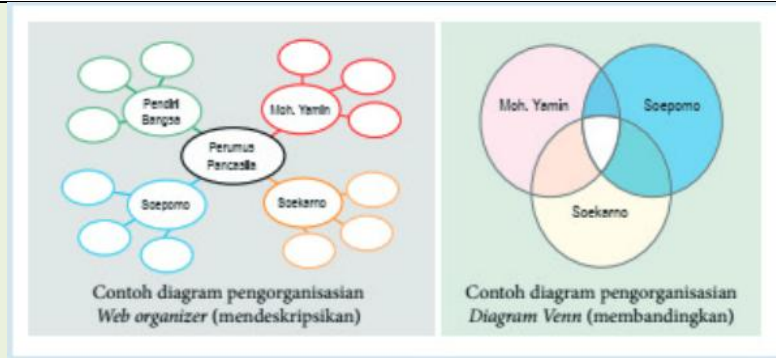 Pendiri
Bangsa
Moh. Yamin
Perumus
Pancasila
Soepomo
Soekarno
Contoh diagram pengorganisasian
Web organizer (mendeskripsikan)
Moh. Yamin
Soepomo
Soekarno
Contoh diagram pengorganisasian
Diagram Venn (membandingkan)